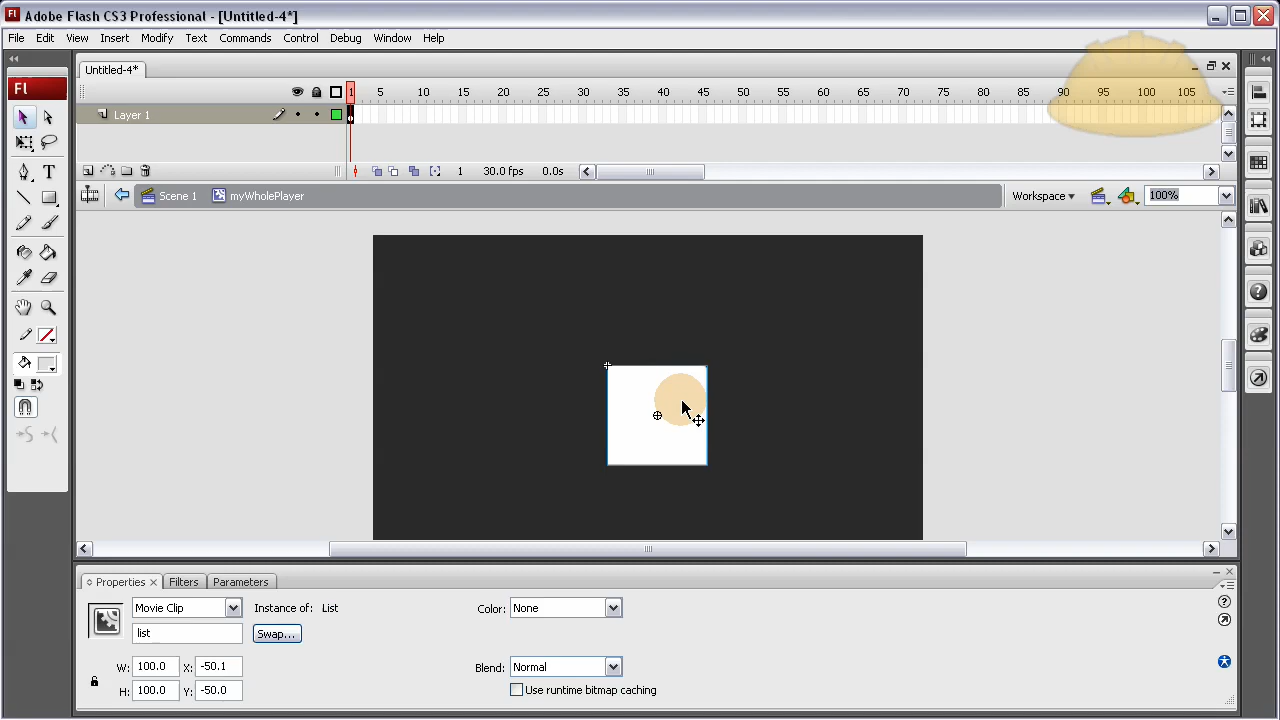 Fl Adobe Flash CS3 Professional - [Untitled-4*]
File Edit View Insert Modify Text Commands Control Debug Window Help
Untitled-4*
Fl
1 5 10 15 20 25 30 35 40 45 50 55 60 65 70 75 80 85 90 95 100 105
Layer 1
1 30.0 fps 0.0s
Scene 1 myWholePlayer Workspace 100%
Properties Filters Parameters
Movie Clip Instance of: List Color: None
list Swap...
W: 100.0 X: -50.1 Blend: Normal
H: 100.0 Y: -50.0 Use runtime bitmap caching